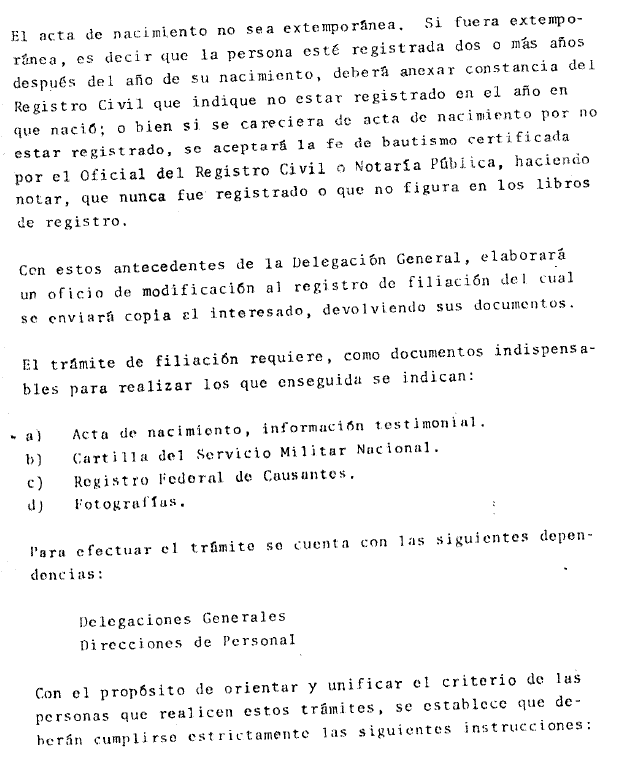 El acta de nacimiento no sea extemporánea. Si fuera extempo-
ránea, es decir que la persona esté registrada dos o más años
después del año de su nacimiento, deberá anexar constancia del
Registro Civil que indique no estar registrado en el año en
que nació; o bien si se careciera de acta de nacimiento por no
estar registrado, se aceptará la fe de bautismo certificada
por el Oficial del Registro Civil o Notaría Pública, haciendo
notar, que nunca fue registrado o que no figura en los libros
de registro.
Con estos antecedentes de la Delegación General, elaborará
un oficio de modificación al registro de filiación del cual
se enviará copia al interesado, devolviendo sus documentos.
El trámite de filiación requiere, como documentos indispensa-
bles para realizar los que enseguida se indican:
a) Acta de nacimiento, información testimonial.
b) Cartilla del Servicio Militar Nacional.
c) Registro Federal de Causantes.
d) Fotografías.
Para efectuar el trámite se cuenta con las siguientes depen-
dencias:
Delegaciones Generales
Direcciones de Personal
Con el propósito de orientar y unificar el criterio de las
personas que realicen estos trámites, se establece que de-
berán cumplirse estrictamente las siguientes instrucciones: